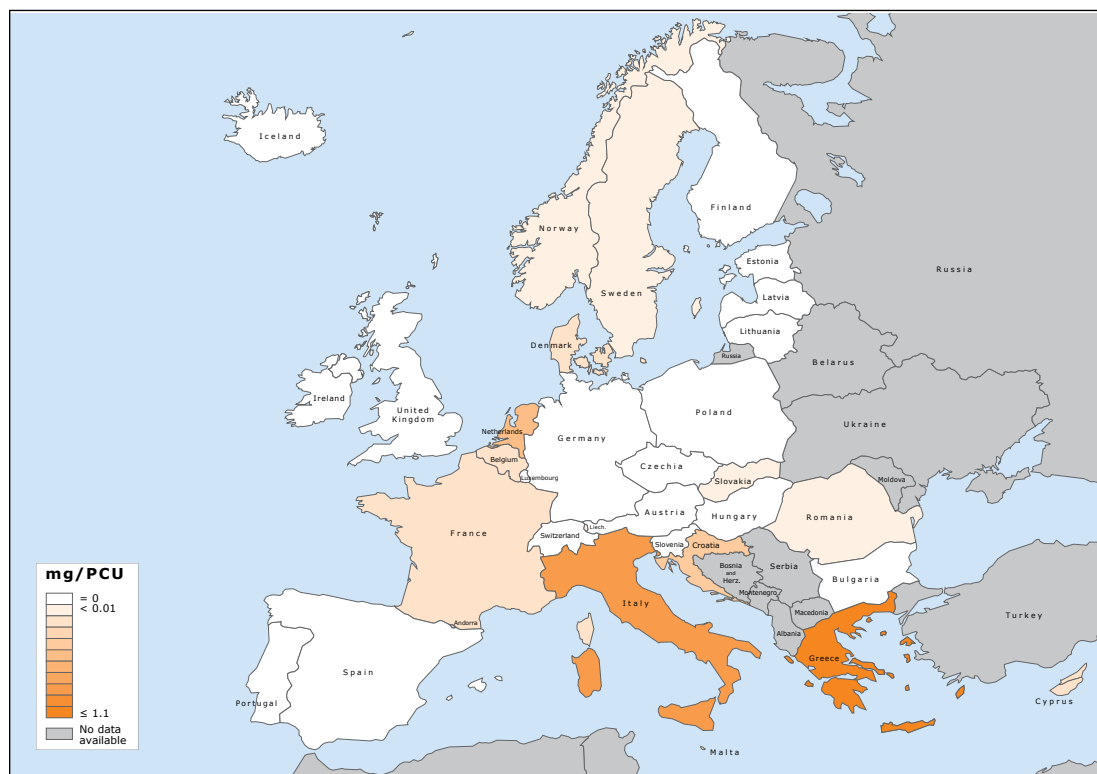 Iceland
Norway
Finland
Sweden
Estonia
Russia
Latvia
Lithuania
Russia
Denmark
Belarus
Ireland
United
Kingdom
Netherlands
Poland
Germany
Ukraine
Belgium
Czechia
Luxembourg
Slovakia
Moldova
Austria
Hungary
Romania
France
Liech.
Switzerland
Slovenia
Croatia
Bosnia
and
Herz.
Serbia
Bulgaria
Montenegro
Italy
Macedonia
Turkey
Andorra
Albania
Greece
Spain
Portugal
Cyprus
Malta
mg/PCU
= 0
< 0.01
≤ 1.1
No data
available